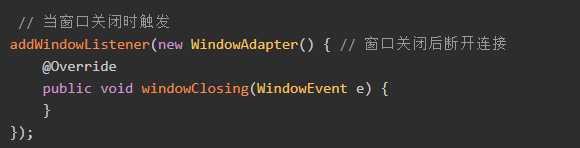 // 当窗口关闭时触发
addWindowListener(new WindowAdapter() { // 窗口关闭后断开连接
    @Override
    public void windowClosing(WindowEvent e) {
    }
});